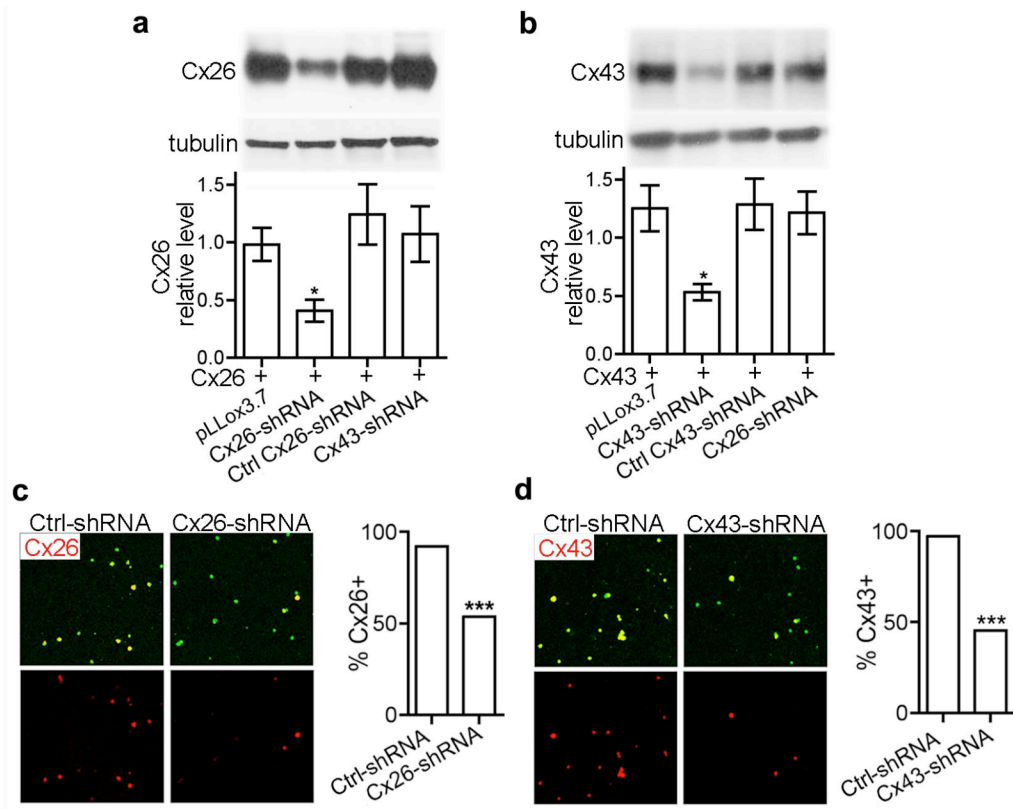 a
Cx26
tubulin
1.5
1.0
0.5
0.0
Cx26
relative level
*
Cx26 + + + +
pLLox3.7
Cx26-shRNA
Ctrl Cx26-shRNA
Cx43-shRNA
b
Cx43
tubulin
1.5
1.0
0.5
0.0
Cx43
relative level
*
Cx43 + + + +
pLLox3.7
Cx43-shRNA
Ctrl Cx43-shRNA
Cx26-shRNA
c
Ctrl-shRNA Cx26-shRNA
Cx26
100
50
0
% Cx26+
***
Ctrl-shRNA
Cx26-shRNA
d
Ctrl-shRNA Cx43-shRNA
Cx43
100
50
0
% Cx43+
***
Ctrl-shRNA
Cx43-shRNA